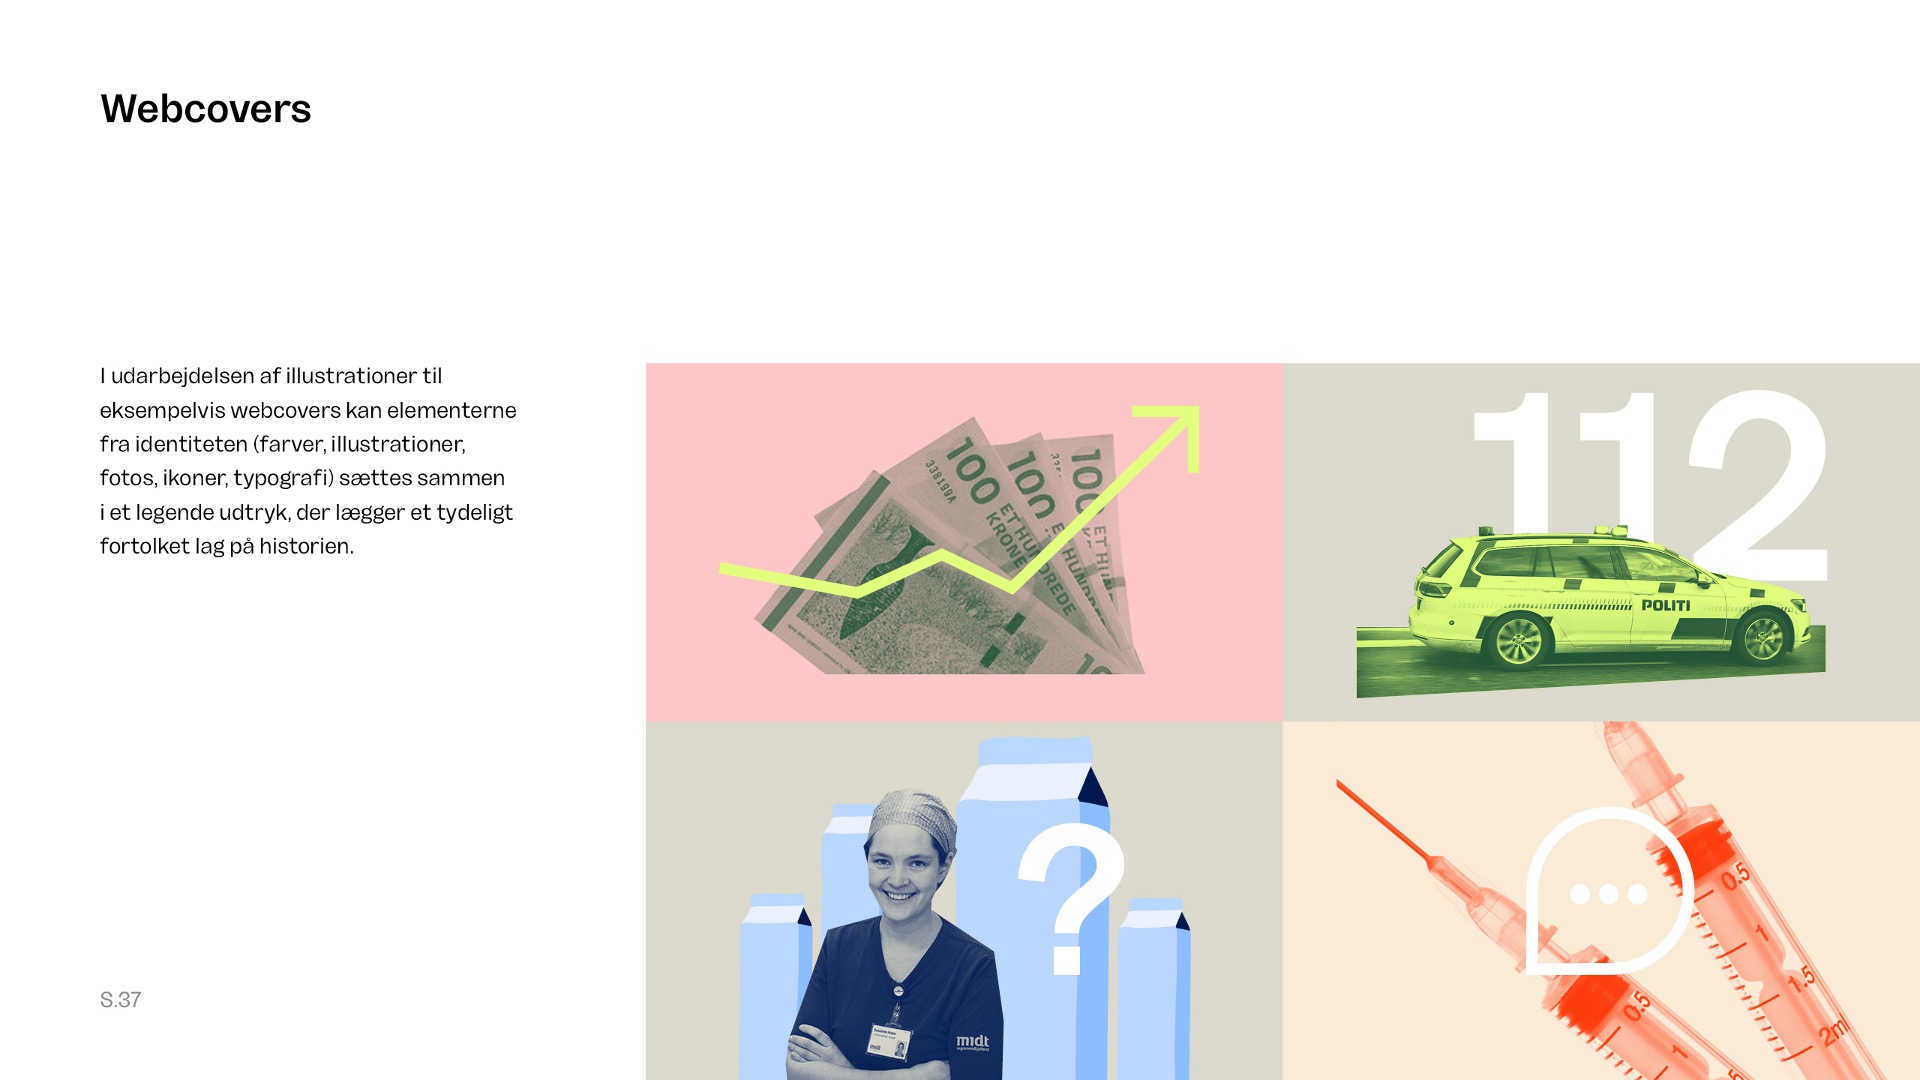 Webcovers
I udarbejdelsen af illustrationer til
eksempelvis webcovers kan elementerne
fra identiteten (farver, illustrationer,
fotos, ikoner, typografi) sættes sammen
i et legende udtryk, der lægger et tydeligt
fortolket lag på historien.
S.37
100
100
100
338199A
ET HUNDREDE
KRONER
112
POLITI
?
midt
0.5
1
1.5
2ml
0.5
1